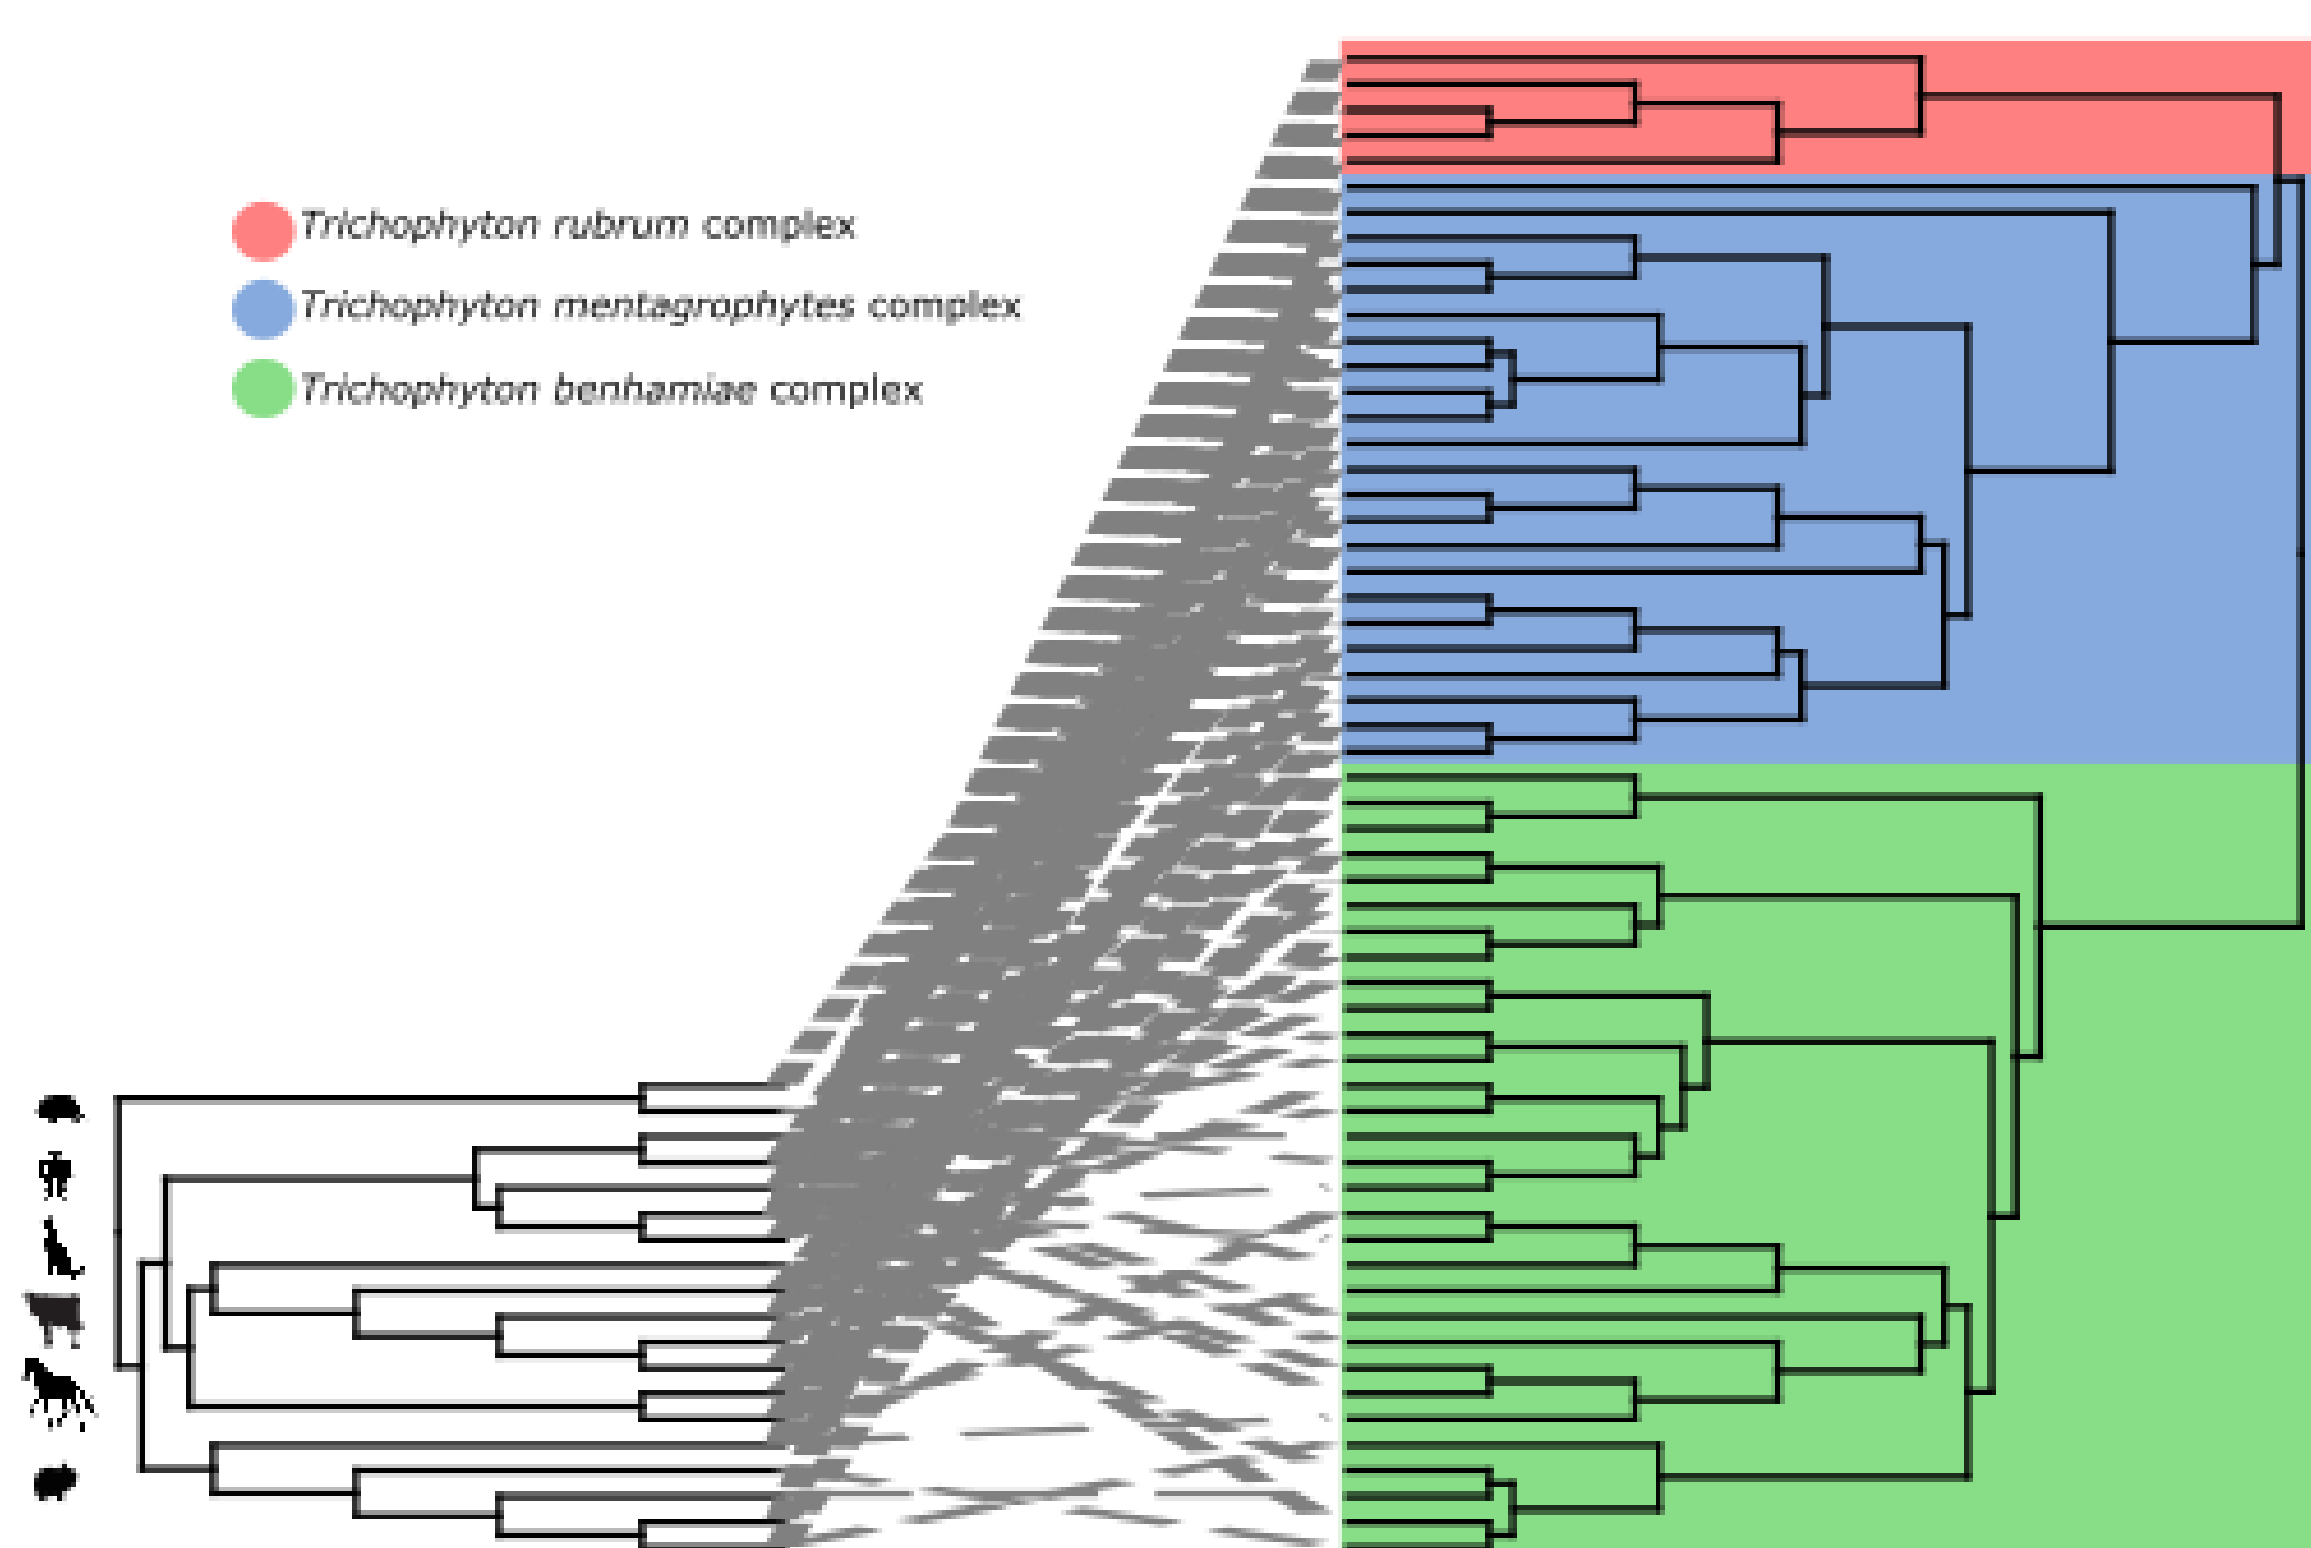 Trichophyton rubrum complex
Trichophyton mentagrophytes complex
Trichophyton benhamiae complex